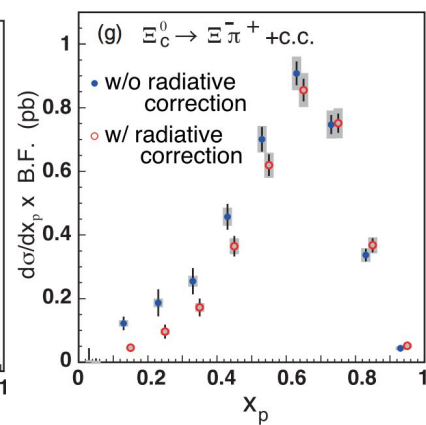 (g) Ξc0 → Ξ-π+ +c.c.
w/o radiative
correction
w/ radiative
correction
dσ/dxp x B.F. (pb)
1
0.8
0.6
0.4
0.2
0
0 0.2 0.4 0.6 0.8 1
xp
1